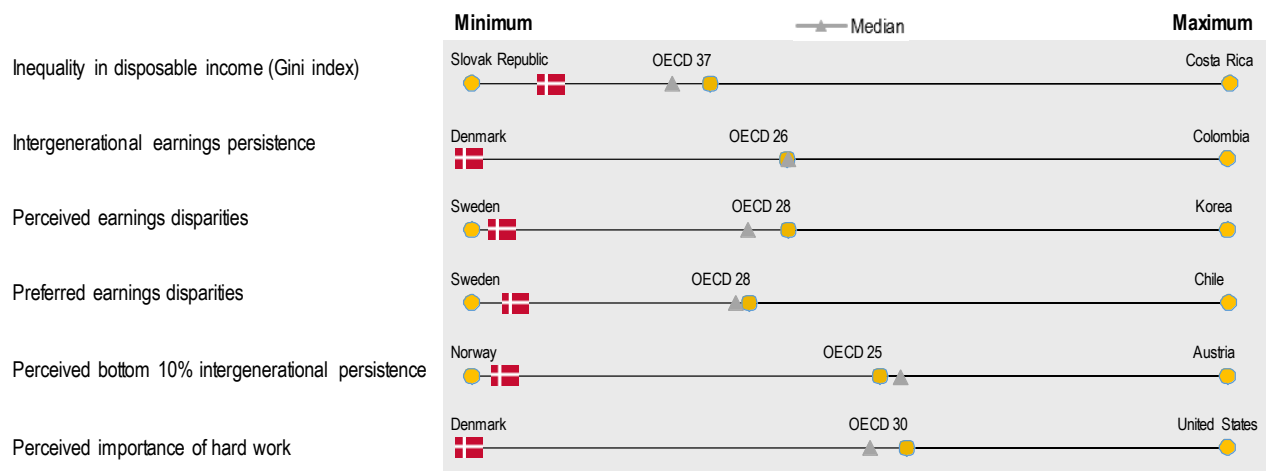 Minimum Median Maximum
Inequality in disposable income (Gini index) Slovak Republic OECD 37 Costa Rica
Intergenerational earnings persistence Denmark OECD 26 Colombia
Perceived earnings disparities Sweden OECD 28 Korea
Preferred earnings disparities Sweden OECD 28 Chile
Perceived bottom 10% intergenerational persistence Norway OECD 25 Austria
Perceived importance of hard work Denmark OECD 30 United States